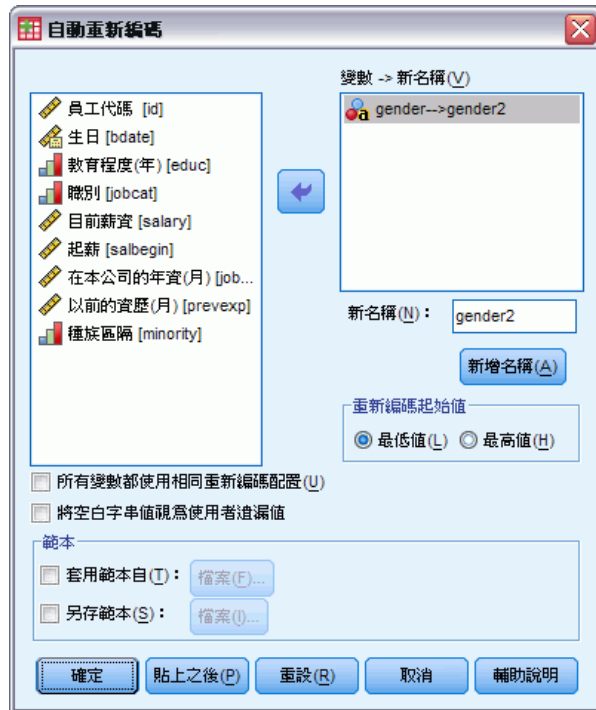 自動重新編碼
變數 -> 新名稱(V)
員工代碼 [id]
生日 [bdate]
教育程度(年) [educ]
職別 [jobcat]
目前薪資 [salary]
起薪 [salbegin]
在本公司的年資(月) [job...
以前的資歷(月) [prevexp]
種族區隔 [minority]
gender-->gender2
新名稱(N)：
gender2
新增名稱(A)
重新編碼起始值
最低值(L) 最高值(H)
所有變數都使用相同重新編碼配置(U)
將空白字串值視為使用者遺漏值
範本
套用範本自(T)： 檔案(F)...
另存範本(S)： 檔案(I)...
確定 貼上之後(P) 重設(R) 取消 輔助說明